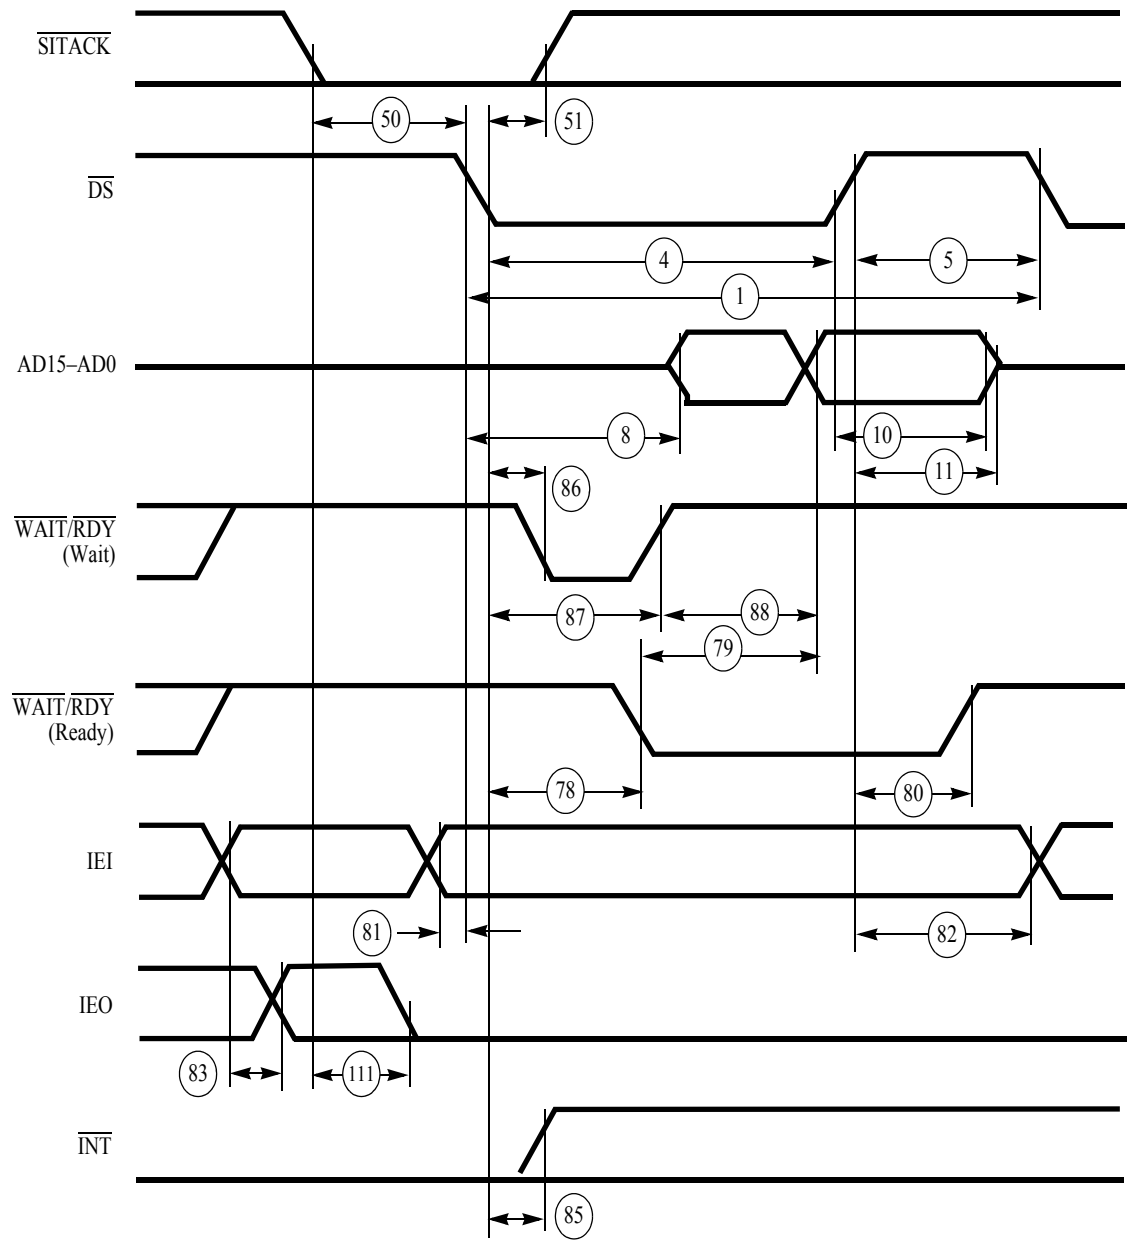 SITACK
50
51
DS
4
5
1
AD15–AD0
8
10
11
86
WAIT/RDY
(Wait)
87
88
79
WAIT/RDY
(Ready)
78
80
IEI
81
82
IEO
83
111
INT
85